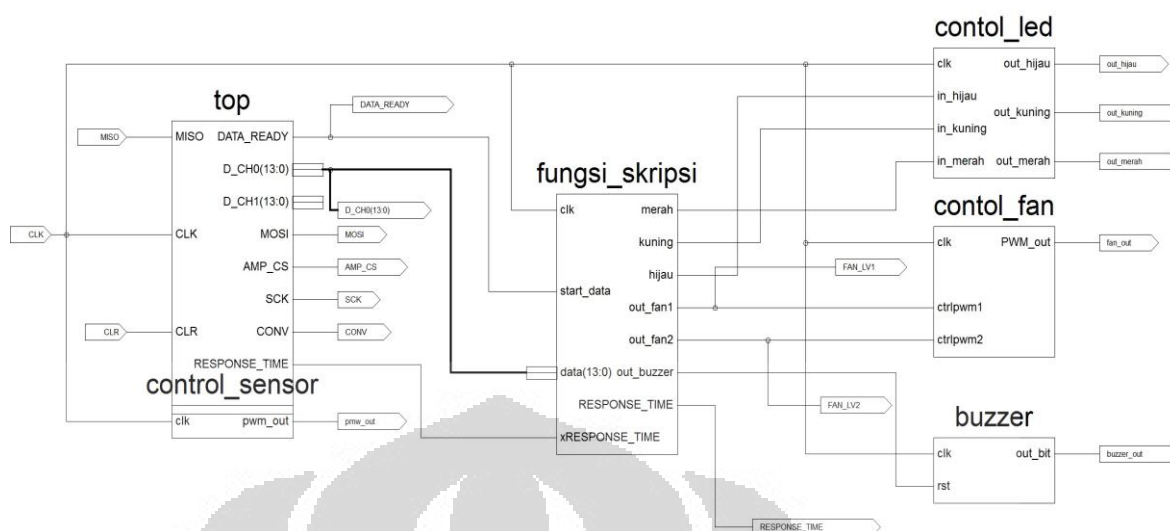 contol_led
clk
out_hijau
out_hijau
in_hijau
out_kuning
out_kuning
in_kuning
in_merah
out_merah
out_merah
top
DATA_READY
MISO
MISO
DATA_READY
D_CH0(13:0)
D_CH1(13:0)
D_CH0(13:0)
CLK
CLK
MOSI
MOSI
AMP_CS
AMP_CS
SCK
SCK
CLR
CLR
CONV
CONV
RESPONSE_TIME
control_sensor
clk
pwm_out
pmw_out
fungsi_skripsi
clk
merah
kuning
hijau
start_data
out_fan1
out_fan2
data(13:0)
out_buzzer
RESPONSE_TIME
xRESPONSE_TIME
FAN_LV1
FAN_LV2
RESPONSE_TIME
contol_fan
clk
PWM_out
fan_out
ctrlpwm1
ctrlpwm2
buzzer
clk
out_bit
buzzer_out
rst